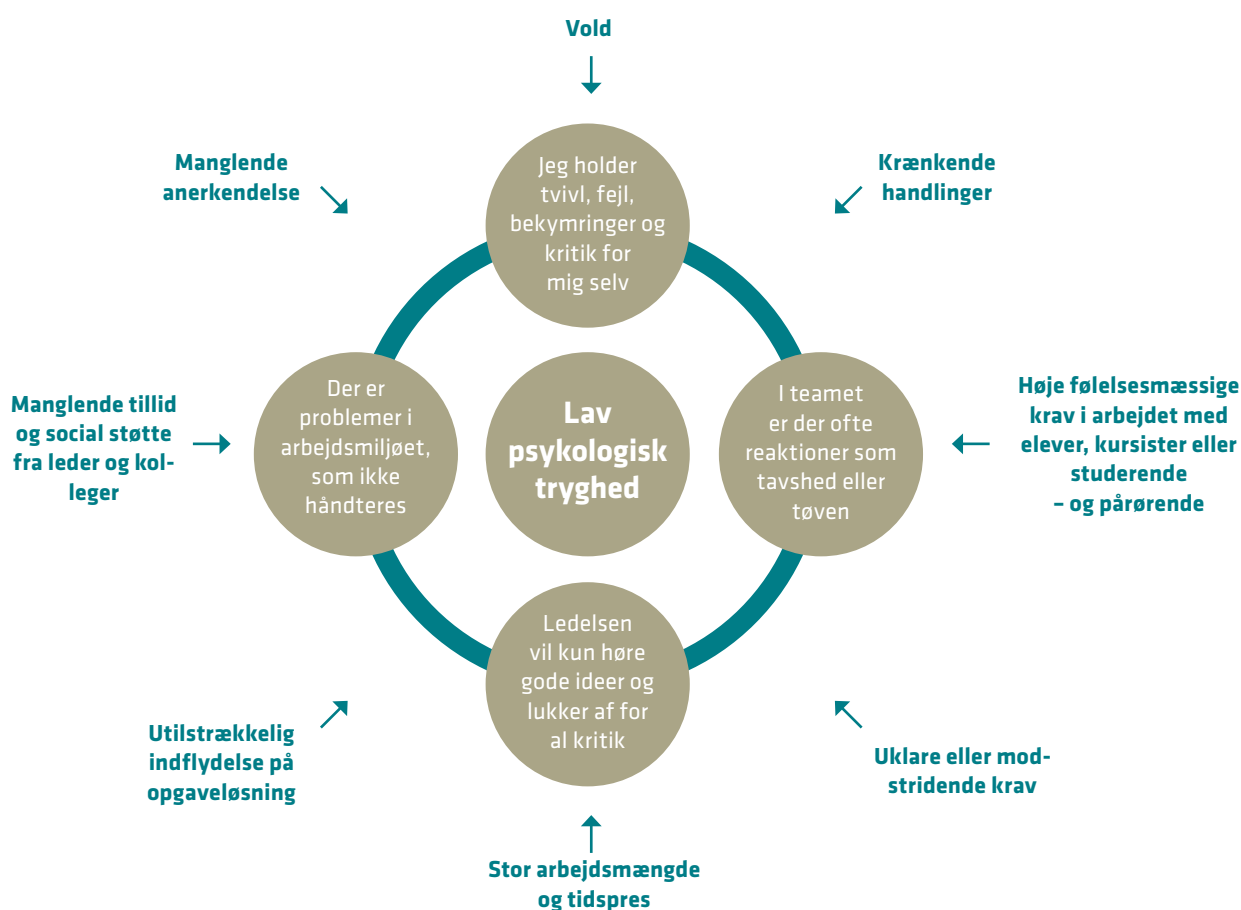 Vold
Manglende
anerkendelse
Krænkende
handlinger
Jeg holder
tvivl, fejl,
bekymringer og
kritik for
mig selv
Manglende tillid
og social støtte
fra leder og kol-
leger
Der er
problemer i
arbejdsmiljøet,
som ikke
håndteres
Lav
psykologisk
tryghed
I teamet
er der ofte
reaktioner som
tavshed eller
tøven
Høje følelsesmæssige
krav i arbejdet med
elever, kursister eller
studerende
– og pårørende
Ledelsen
vil kun høre
gode ideer og
lukker af for
al kritik
Utilstrækkelig
indflydelse på
opgaveløsning
Uklare eller mod-
stridende krav
Stor arbejdsmængde
og tidspres